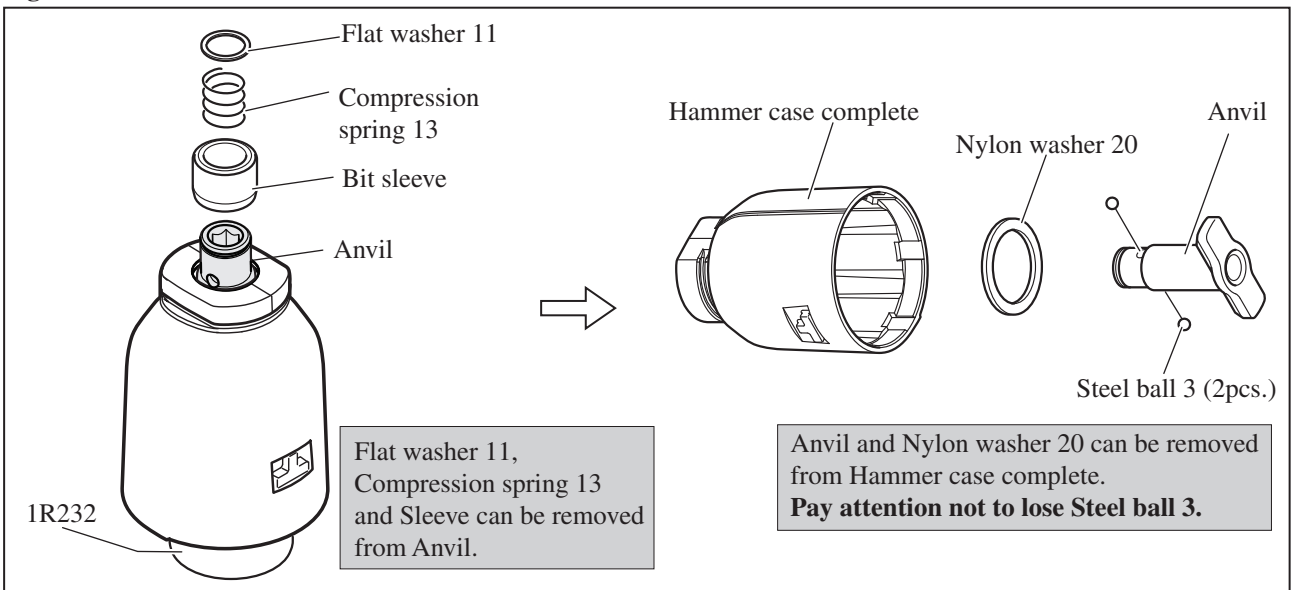 Flat washer 11
Compression
spring 13
Bit sleeve
Anvil
1R232
Flat washer 11,
Compression spring 13
and Sleeve can be removed
from Anvil.
Hammer case complete
Nylon washer 20
Anvil
Steel ball 3 (2pcs.)
Anvil and Nylon washer 20 can be removed
from Hammer case complete.
Pay attention not to lose Steel ball 3.